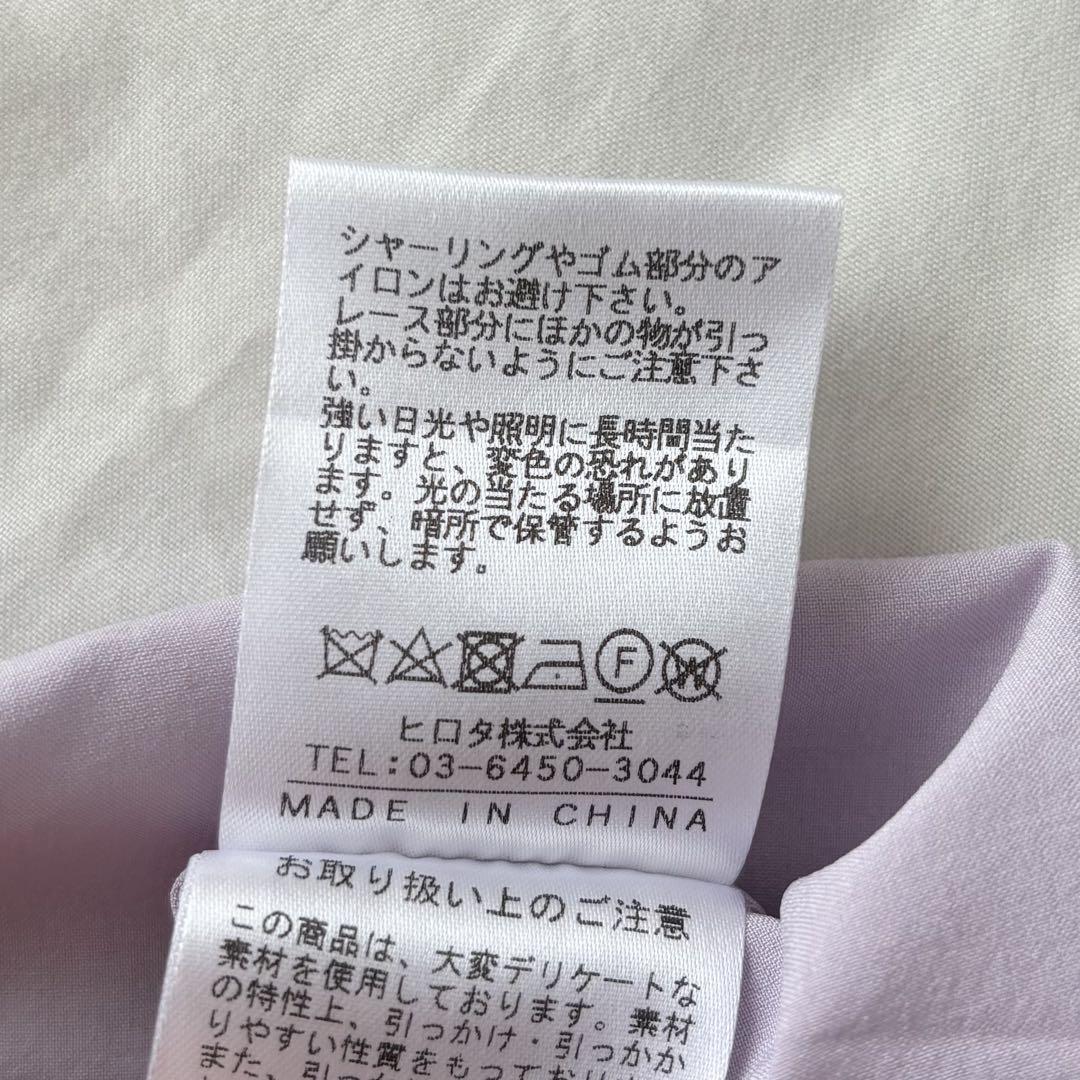 シャーリングやゴム部分のア
イロンはお避け下さい。
レース部分にほかの物が引っ
掛からないようにご注意下さ
い。
強い日光や照明に長時間当た
りますと、変色の恐れがあり
ます。光の当たる場所に放置
せず、暗所で保管するようお
願いします。
F
W
ヒロタ株式会社
TEL:03-6450-3044
MADE IN CHINA
お取り扱い上のご注意
この商品は、大変デリケートな
素材を使用しております。素材
の特性上、引っかけ・引っかか
りやすい性質をもっており
また、引っ